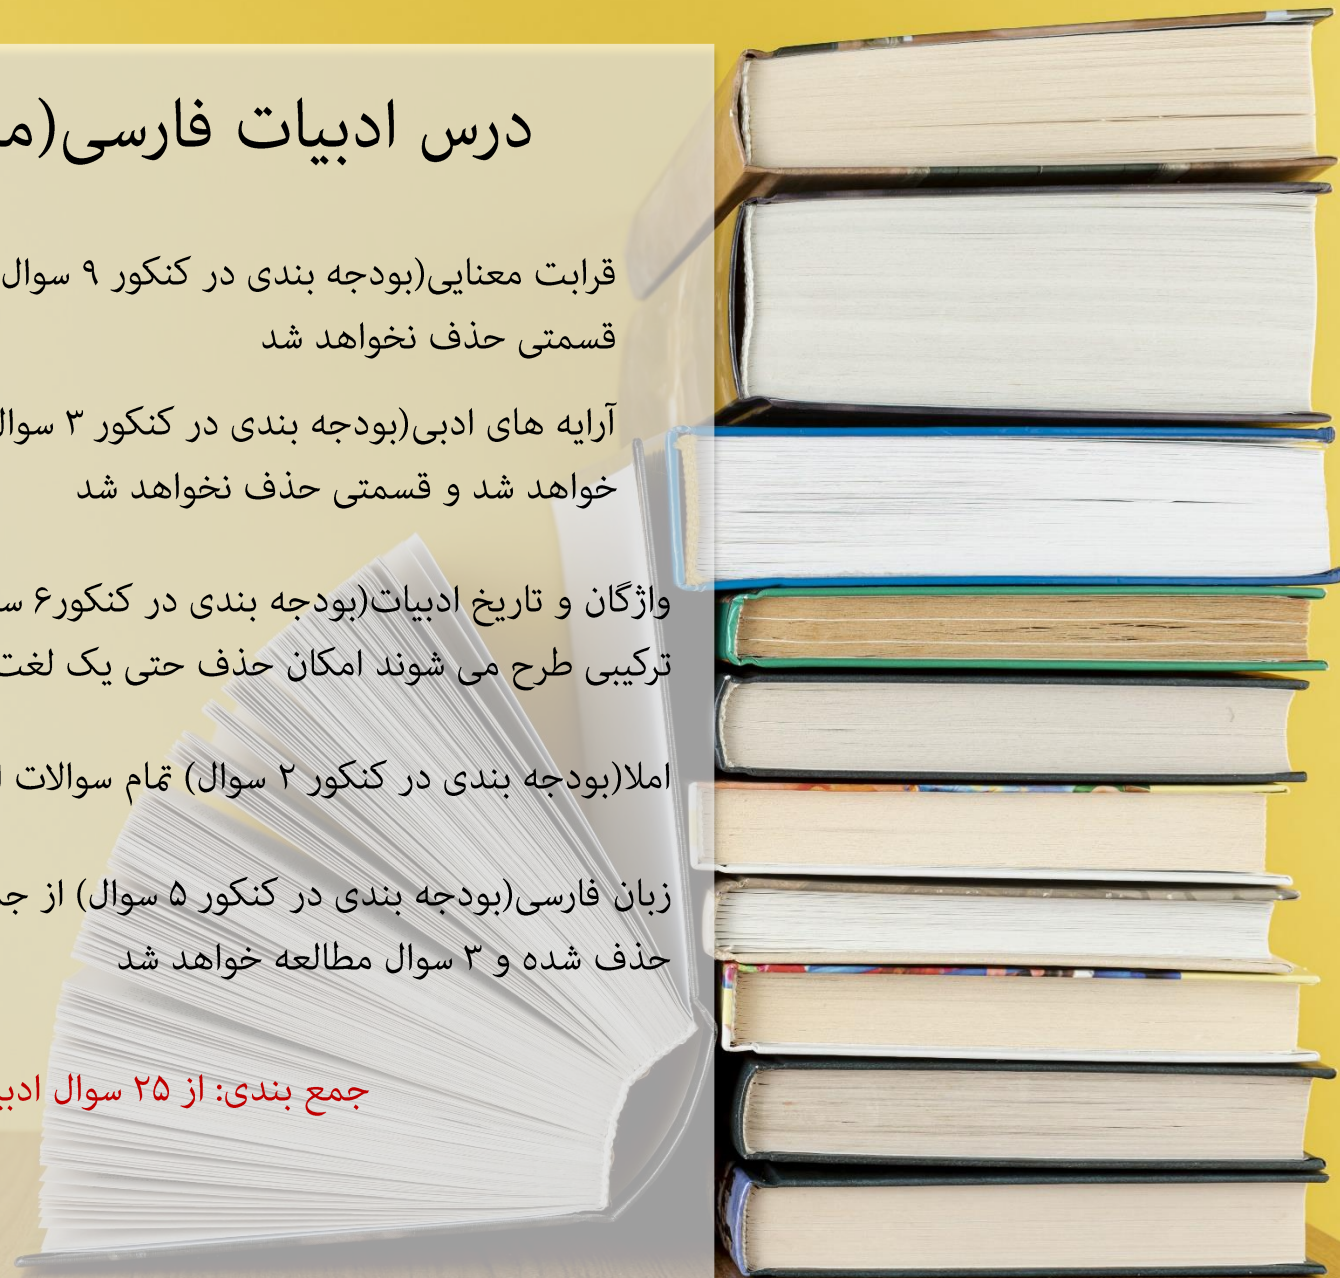 درس ادبیات فارسی(
قرابت معنایی(بودجه بندی در کنکور ۹ سوال
قسمتی حذف نخواهد شد
آرایه های ادبی(بودجه بندی در کنکور ۳ سوال
خواهد شد و قسمتی حذف نخواهد شد
واژگان و تاریخ ادبیات(بودجه بندی در کنکور۶
ترکیبی طرح می شوند امکان حذف حتی یک لغت
املا(بودجه بندی در کنکور ۲ سوال) تمام سوالات
زبان فارسی(بودجه بندی در کنکور ۵ سوال) از
حذف شده و ۳ سوال مطالعه خواهد شد
جمع بندی: از ۲۵ سوال